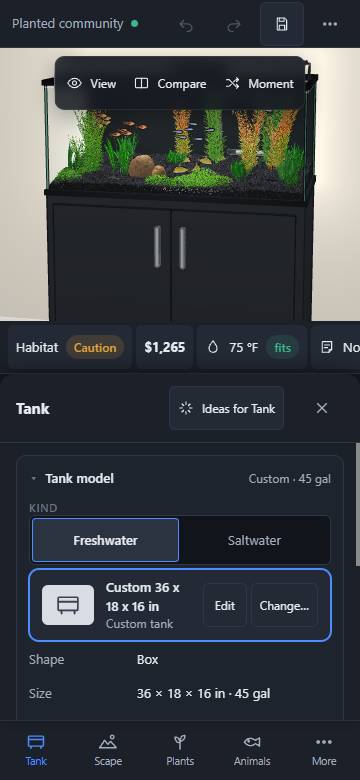 Planted community
View Compare Moment
Habitat Caution $1,265 75 °F fits No
Tank Ideas for Tank
Tank model Custom · 45 gal
KIND
Freshwater Saltwater
Custom 36 x
18 x 16 in
Custom tank
Edit Change...
Shape Box
Size 36 × 18 × 16 in · 45 gal
Tank Scape Plants Animals More